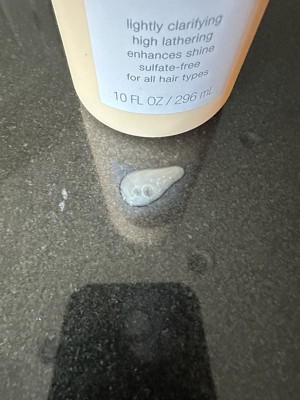 lightly clarifying
high lathering
enhances shine
sulfate-free
for all hair types
10 FL OZ / 296 mL